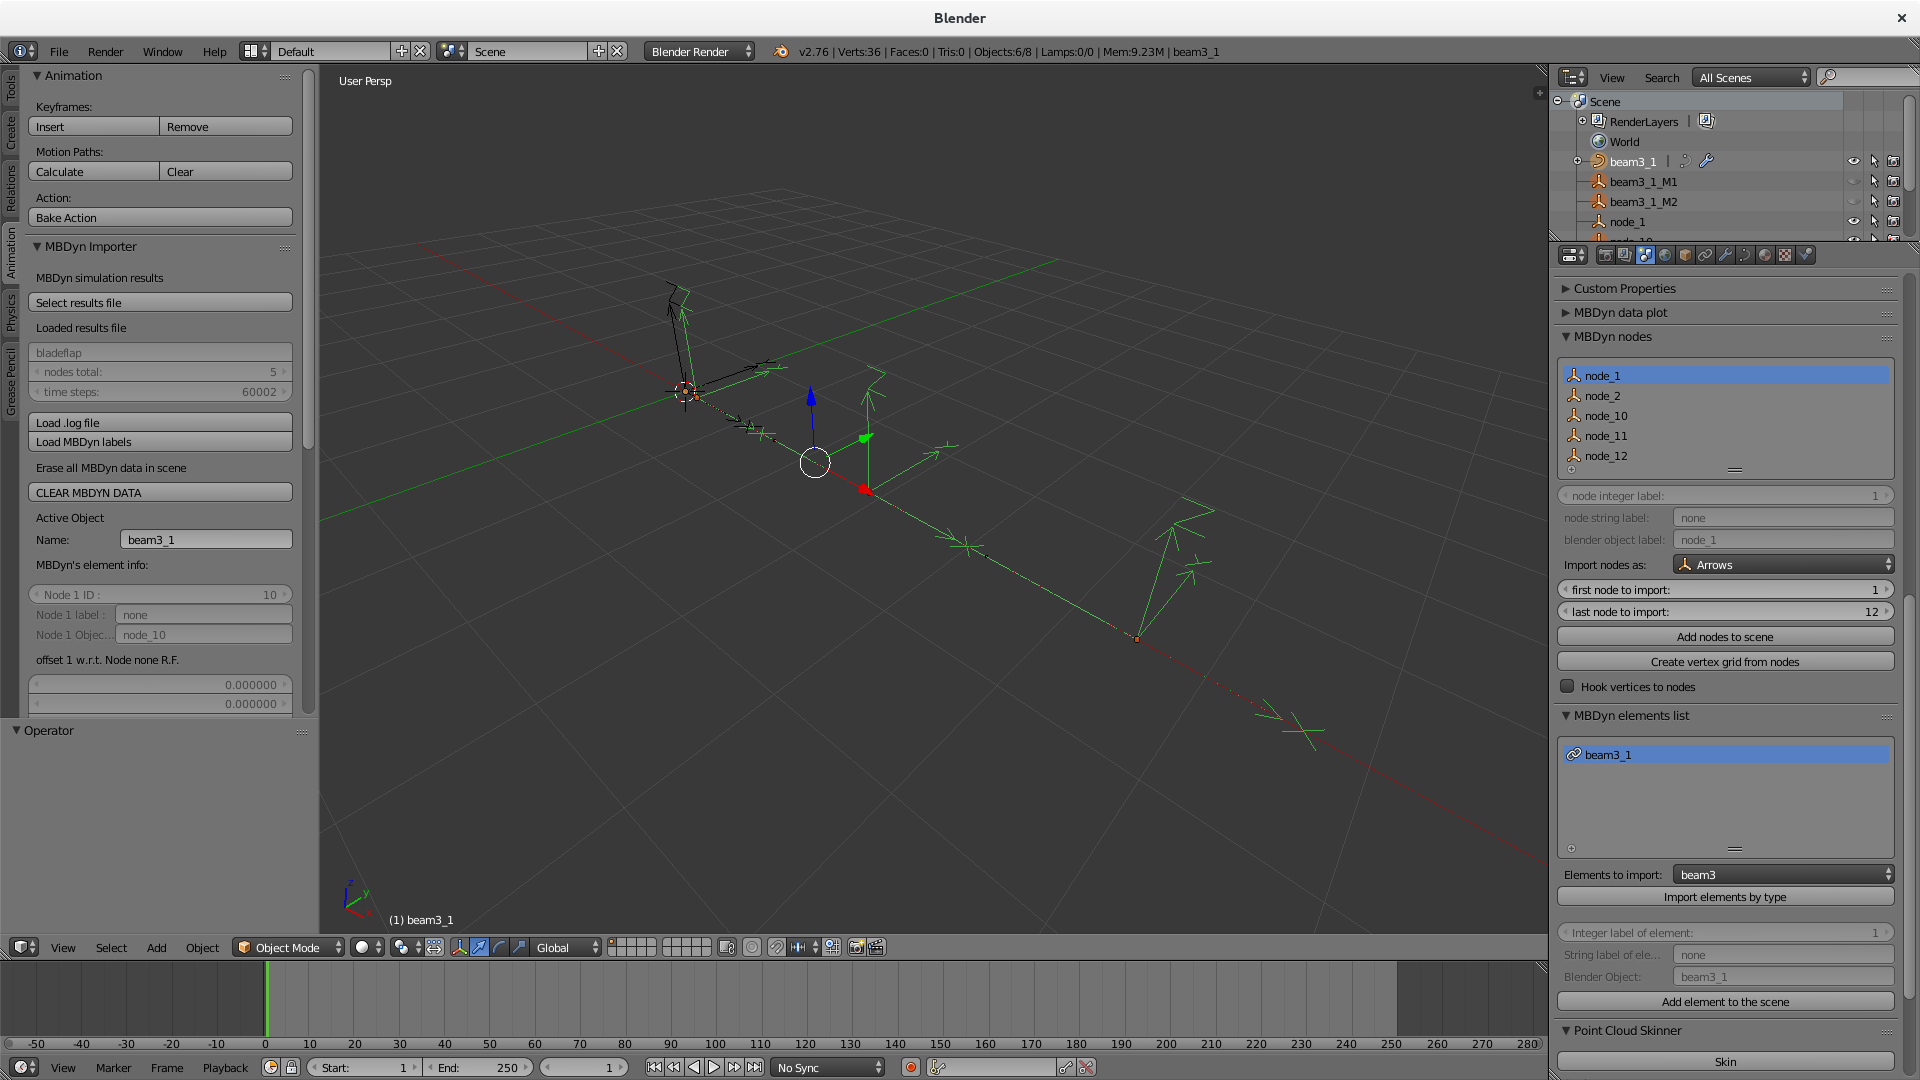 Blender
File Render Window Help Default Scene Blender Render v2.76 | Verts:36 | Faces:0 | Tris:0 | Objects:6/8 | Lamps:0/0 | Mem:9.23M | beam3_1
Tools
Create
Relations
Animation
Physics
Grease Pencil
Animation
Keyframes:
Insert Remove
Motion Paths:
Calculate Clear
Action:
Bake Action
MBDyn Importer
MBDyn simulation results
Select results file
Loaded results file
bladeflap
nodes total: 5
time steps: 60002
Load .log file
Load MBDyn labels
Erase all MBDyn data in scene
CLEAR MBDYN DATA
Active Object
Name: beam3_1
MBDyn's element info:
Node 1 ID : 10
Node 1 label : none
Node 1 Objec... node_10
offset 1 w.r.t. Node none R.F.
0.000000
0.000000
Operator
User Persp
z
y
x
(1) beam3_1
View Select Add Object Object Mode Global
-50 -40 -30 -20 -10 0 10 20 30 40 50 60 70 80 90 100 110 120 130 140 150 160 170 180 190 200 210 220 230 240 250 260 270 280
View Marker Frame Playback Start: 1 End: 250 1 No Sync
View Search All Scenes
Scene
RenderLayers |
World
beam3_1 |
beam3_1_M1
beam3_1_M2
node_1
node_10
Custom Properties
MBDyn data plot
MBDyn nodes
node_1
node_2
node_10
node_11
node_12
node integer label: 1
node string label: none
blender object label: node_1
Import nodes as: Arrows
first node to import: 1
last node to import: 12
Add nodes to scene
Create vertex grid from nodes
Hook vertices to nodes
MBDyn elements list
beam3_1
Elements to import: beam3
Import elements by type
Integer label of element: 1
String label of ele... none
Blender Object: beam3_1
Add element to the scene
Point Cloud Skinner
Skin